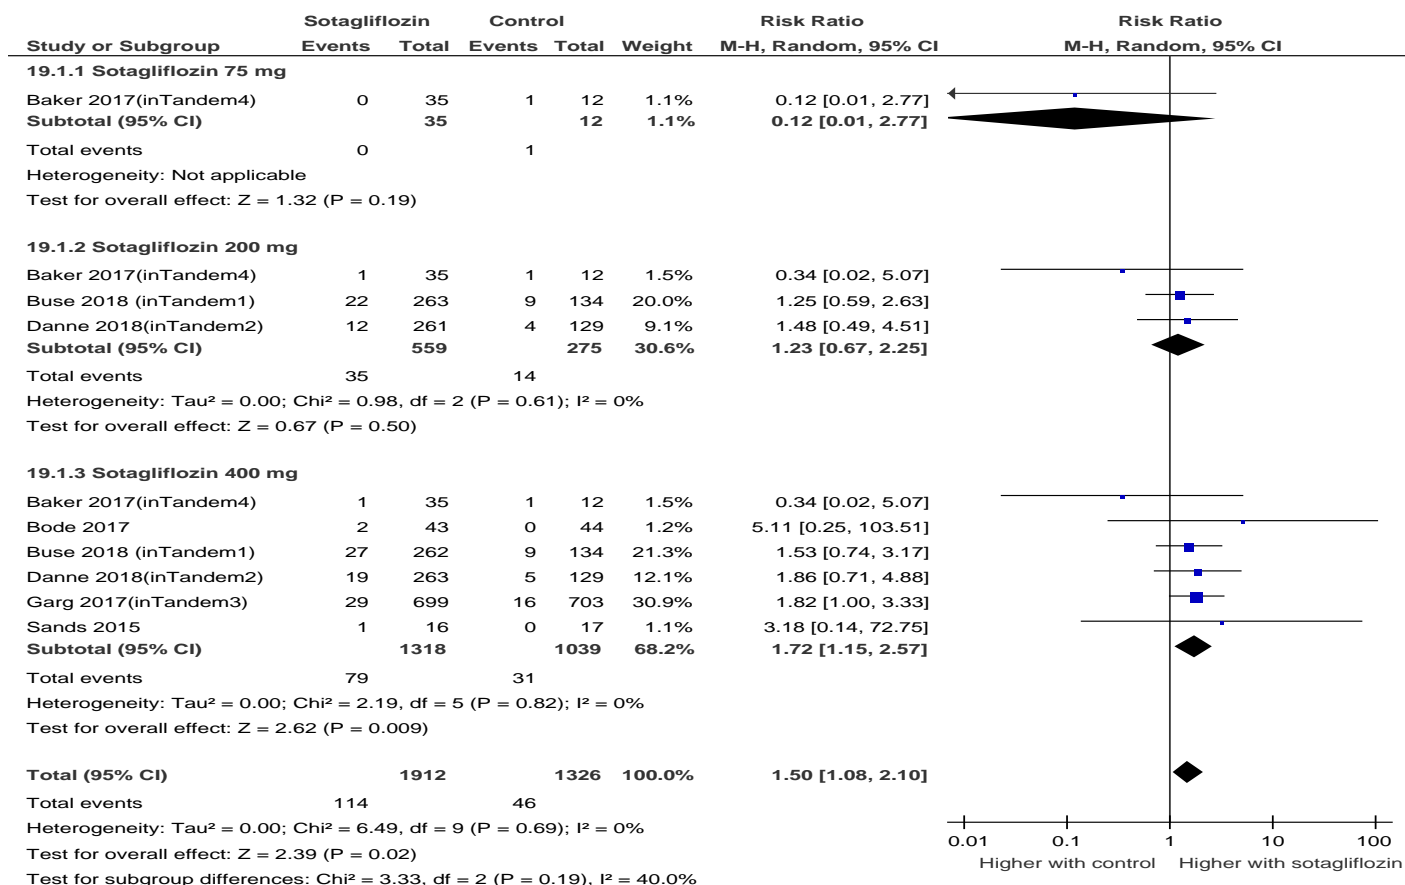 Sotagliflozin Control Risk Ratio Risk Ratio
Study or Subgroup Events Total Events Total Weight M-H, Random, 95% CI M-H, Random, 95% CI
19.1.1 Sotagliflozin 75 mg
Baker 2017(inTandem4) 0 35 1 12 1.1% 0.12 [0.01, 2.77]
Subtotal (95% CI) 35 12 1.1% 0.12 [0.01, 2.77]
Total events 0 1
Heterogeneity: Not applicable
Test for overall effect: Z = 1.32 (P = 0.19)
19.1.2 Sotagliflozin 200 mg
Baker 2017(inTandem4) 1 35 1 12 1.5% 0.34 [0.02, 5.07]
Buse 2018 (inTandem1) 22 263 9 134 20.0% 1.25 [0.59, 2.63]
Danne 2018(inTandem2) 12 261 4 129 9.1% 1.48 [0.49, 4.51]
Subtotal (95% CI) 559 275 30.6% 1.23 [0.67, 2.25]
Total events 35 14
Heterogeneity: Tau² = 0.00; Chi² = 0.98, df = 2 (P = 0.61); I² = 0%
Test for overall effect: Z = 0.67 (P = 0.50)
19.1.3 Sotagliflozin 400 mg
Baker 2017(inTandem4) 1 35 1 12 1.5% 0.34 [0.02, 5.07]
Bode 2017 2 43 0 44 1.2% 5.11 [0.25, 103.51]
Buse 2018 (inTandem1) 27 262 9 134 21.3% 1.53 [0.74, 3.17]
Danne 2018(inTandem2) 19 263 5 129 12.1% 1.86 [0.71, 4.88]
Garg 2017(inTandem3) 29 699 16 703 30.9% 1.82 [1.00, 3.33]
Sands 2015 1 16 0 17 1.1% 3.18 [0.14, 72.75]
Subtotal (95% CI) 1318 1039 68.2% 1.72 [1.15, 2.57]
Total events 79 31
Heterogeneity: Tau² = 0.00; Chi² = 2.19, df = 5 (P = 0.82); I² = 0%
Test for overall effect: Z = 2.62 (P = 0.009)
Total (95% CI) 1912 1326 100.0% 1.50 [1.08, 2.10]
Total events 114 46
Heterogeneity: Tau² = 0.00; Chi² = 6.49, df = 9 (P = 0.69); I² = 0%
Test for overall effect: Z = 2.39 (P = 0.02)
Test for subgroup differences: Chi² = 3.33, df = 2 (P = 0.19), I² = 40.0%
0.01 0.1 1 10 100
Higher with control Higher with sotagliflozin